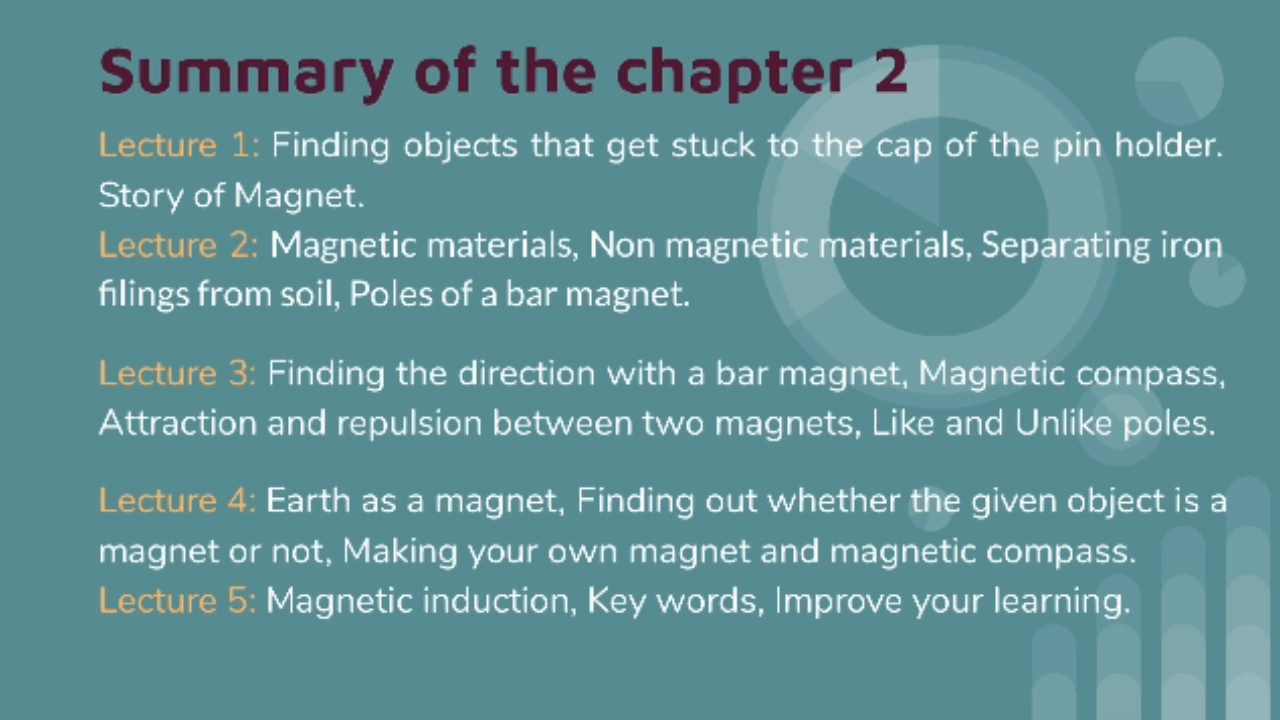 Summary of the chapter 2
Lecture 1: Finding objects that get stuck to the cap of the pin holder.
Story of Magnet.
Lecture 2: Magnetic materials, Non magnetic materials, Separating iron
filings from soil, Poles of a bar magnet.
Lecture 3: Finding the direction with a bar magnet, Magnetic compass,
Attraction and repulsion between two magnets, Like and Unlike poles.
Lecture 4: Earth as a magnet, Finding out whether the given object is a
magnet or not, Making your own magnet and magnetic compass.
Lecture 5: Magnetic induction, Key words, Improve your learning.